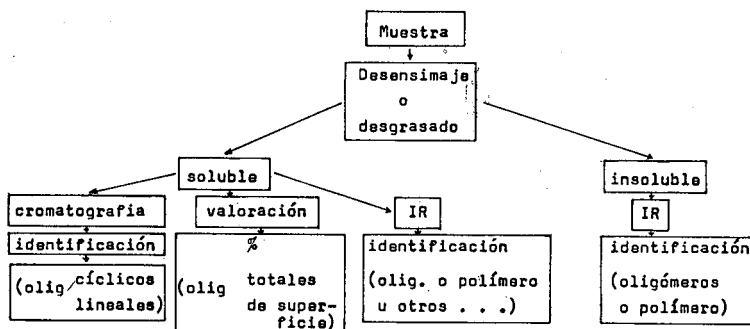 Muestra
Desensimaje
o
desgrasado
soluble
insoluble
cromatografia
valoración
IR
IR
identificación
%
identificación
identificación
(olig cíclicos
lineales)
(olig totales
de super-
ficie)
(olig. o polímero
u otros . . .)
(oligómeros
o polímero)